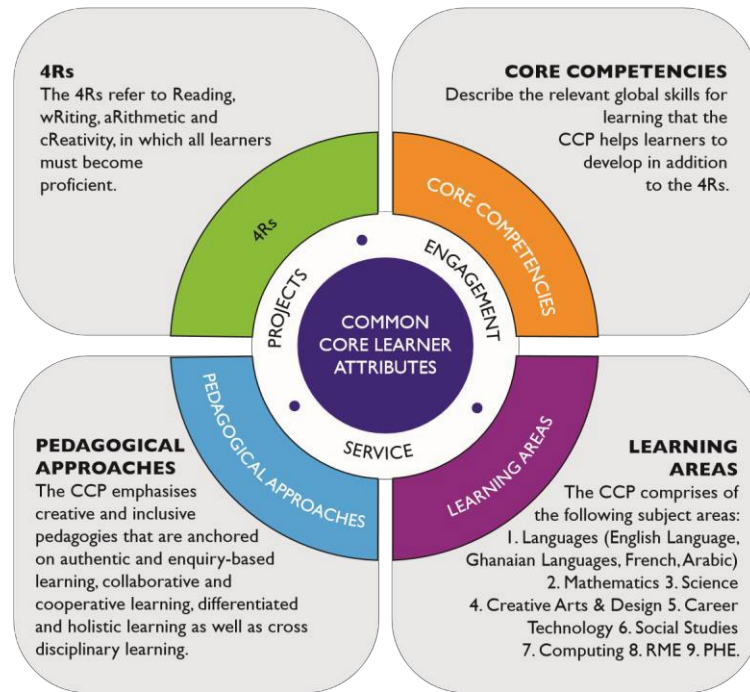 4Rs
The 4Rs refer to Reading,
wRiting, aRithmetic and
cReativity, in which all learners
must become
proficient.
CORE COMPETENCIES
Describe the relevant global skills for
learning that the
CCP helps learners to
develop in addition
to the 4Rs.
4Rs
CORE COMPETENCIES
PROJECTS
ENGAGEMENT
COMMON
CORE LEARNER
ATTRIBUTES
SERVICE
PEDAGOGICAL APPROACHES
LEARNING AREAS
PEDAGOGICAL
APPROACHES
The CCP emphasises
creative and inclusive
pedagogies that are anchored
on authentic and enquiry-based
learning, collaborative and
cooperative learning, differentiated
and holistic learning as well as cross
disciplinary learning.
LEARNING
AREAS
The CCP comprises of
the following subject areas:
1. Languages (English Language,
Ghanaian Languages, French, Arabic)
2. Mathematics 3. Science
4. Creative Arts & Design 5. Career
Technology 6. Social Studies
7. Computing 8. RME 9. PHE.